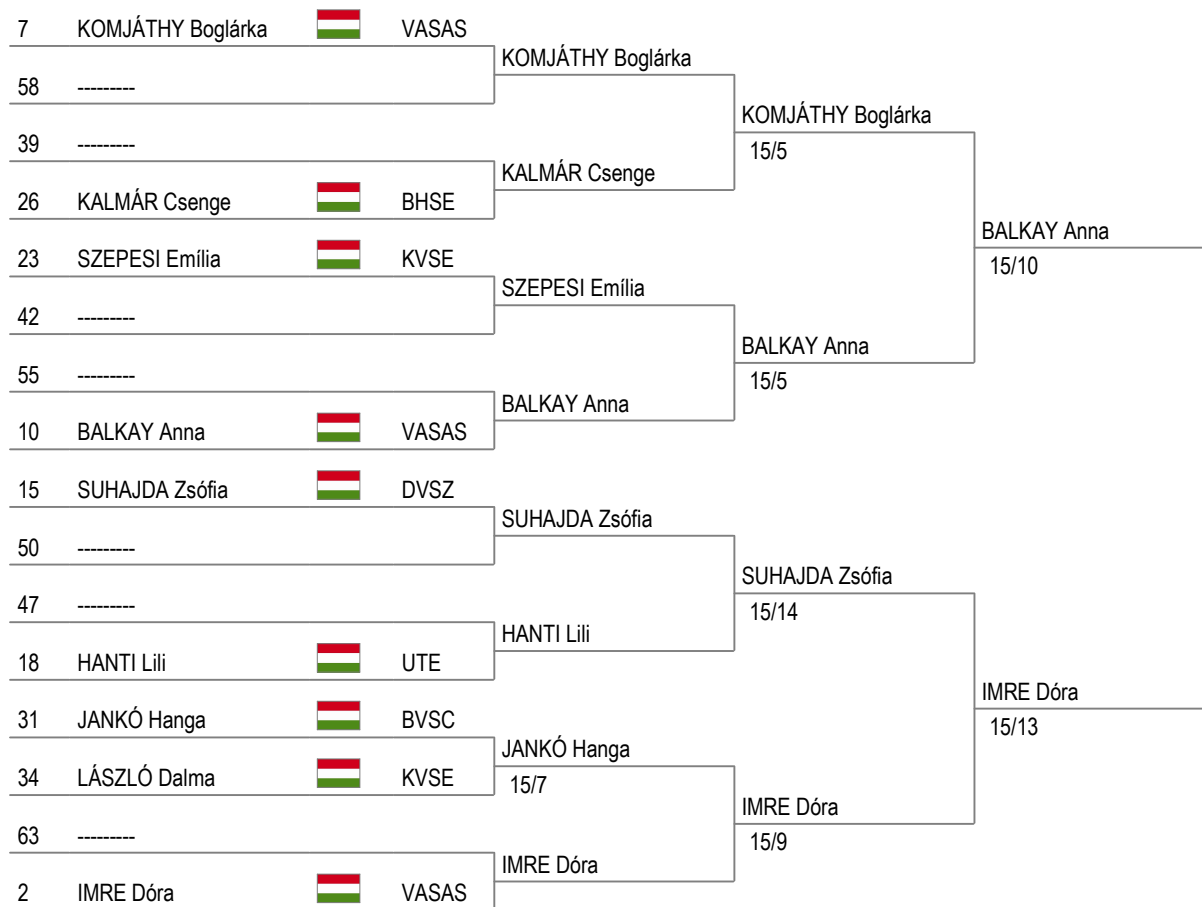 7 KOMJÁTHY Boglárka VASAS
58 ---------
39 ---------
26 KALMÁR Csenge BHSE
23 SZEPESI Emília KVSE
42 ---------
55 ---------
10 BALKAY Anna VASAS
15 SUHAJDA Zsófia DVSZ
50 ---------
47 ---------
18 HANTI Lili UTE
31 JANKÓ Hanga BVSC
34 LÁSZLÓ Dalma KVSE
63 ---------
2 IMRE Dóra VASAS
KOMJÁTHY Boglárka
KALMÁR Csenge
SZEPESI Emília
BALKAY Anna
SUHAJDA Zsófia
HANTI Lili
JANKÓ Hanga
15/7
IMRE Dóra
KOMJÁTHY Boglárka
15/5
BALKAY Anna
15/5
SUHAJDA Zsófia
15/14
IMRE Dóra
15/9
BALKAY Anna
15/10
IMRE Dóra
15/13